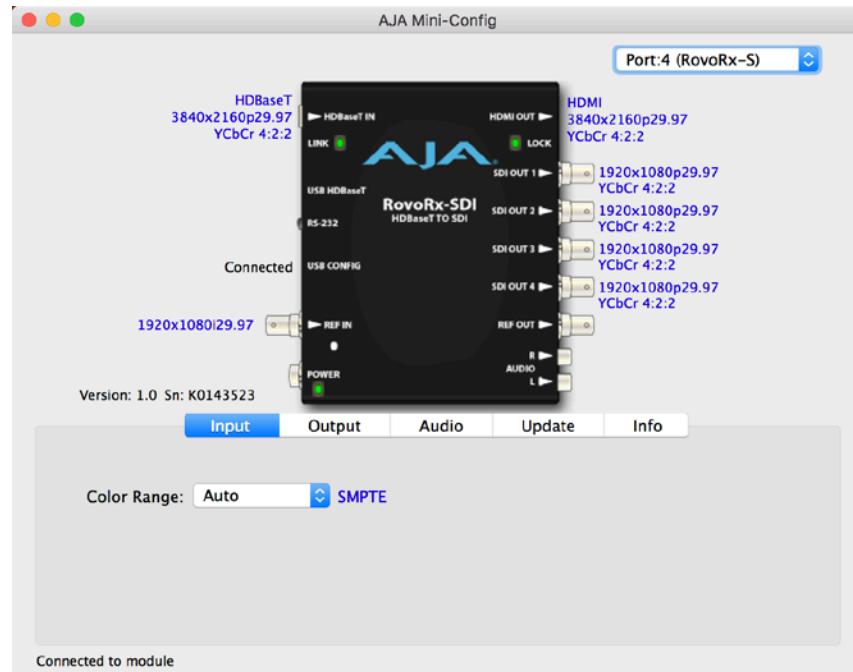 AJA Mini-Config
Port:4 (RovoRx-S)
HDBaseT
3840x2160p29.97
YCbCr 4:2:2
HDBaseT IN
LINK
HDMI OUT
LOCK
HDMI
3840x2160p29.97
YCbCr 4:2:2
AJA
SDI OUT 1
1920x1080p29.97
YCbCr 4:2:2
USB HDBaseT
RovoRx-SDI
HDBaseT TO SDI
SDI OUT 2
1920x1080p29.97
YCbCr 4:2:2
RS-232
SDI OUT 3
1920x1080p29.97
YCbCr 4:2:2
Connected
USB CONFIG
SDI OUT 4
1920x1080p29.97
YCbCr 4:2:2
1920x1080i29.97
REF IN
REF OUT
R
AUDIO
L
POWER
Version: 1.0 Sn: K0143523
Input Output Audio Update Info
Color Range: Auto SMPTE
Connected to module